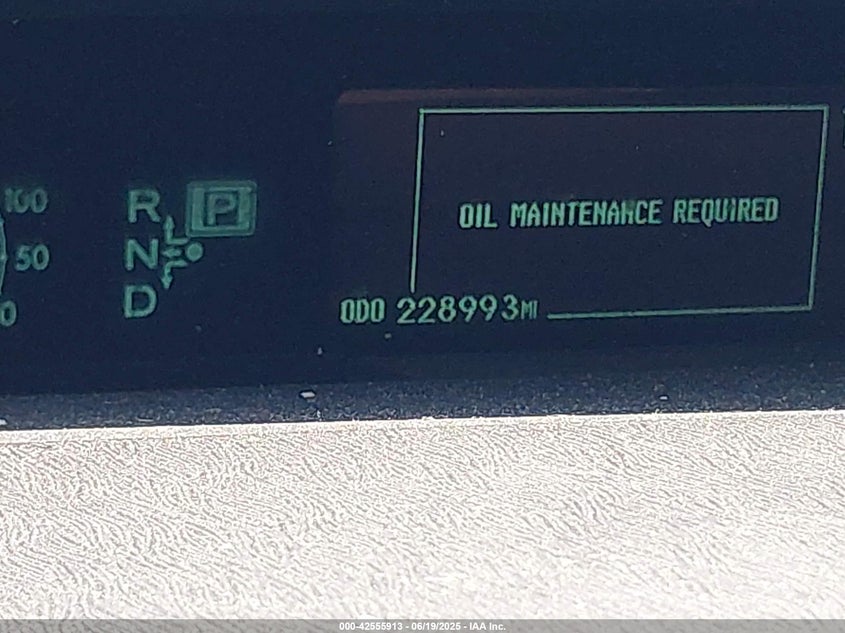 100
R P
OIL MAINTENANCE REQUIRED
N
50
D
0
ODO 228993MI
000-42555913 - 06/19/2025 - IAA Inc.